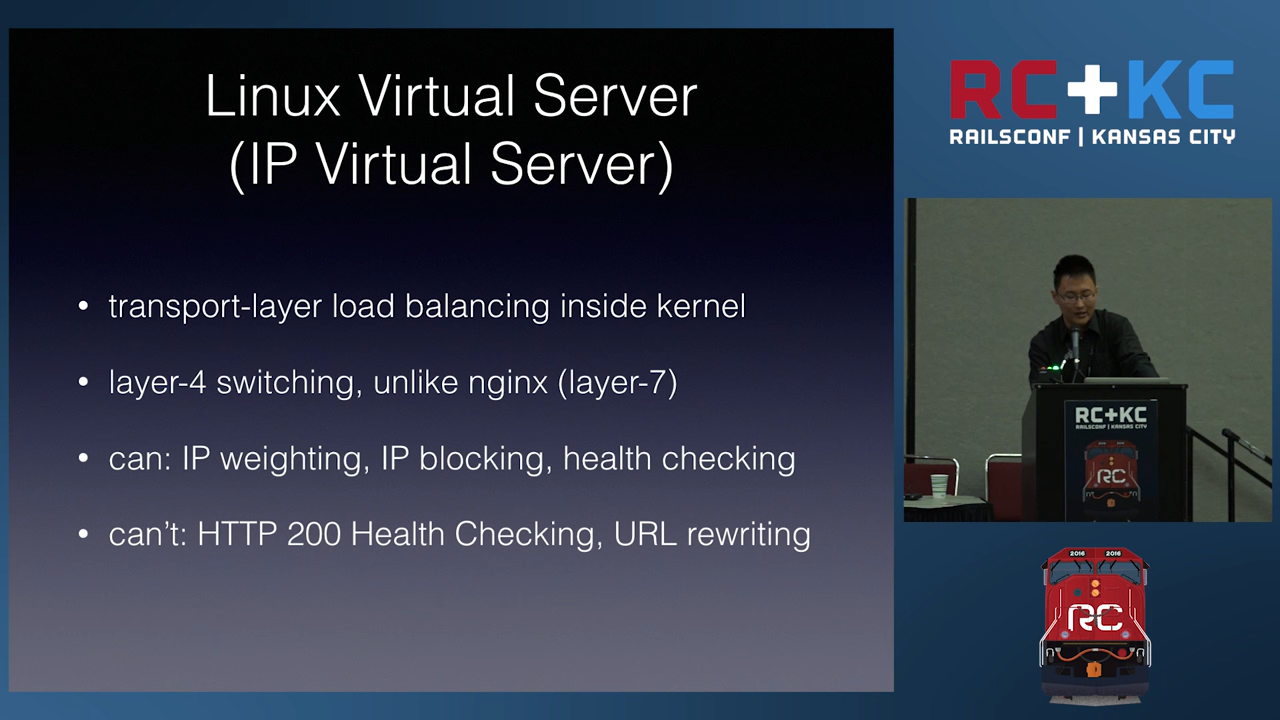 Linux Virtual Server
(IP Virtual Server)
• transport-layer load balancing inside kernel
• layer-4 switching, unlike nginx (layer-7)
• can: IP weighting, IP blocking, health checking
• can't: HTTP 200 Health Checking, URL rewriting
RC+KC
RAILSCONF | KANSAS CITY
RC+KC
RAILSCONF | KANSAS CITY
RC
2016 2016
RC